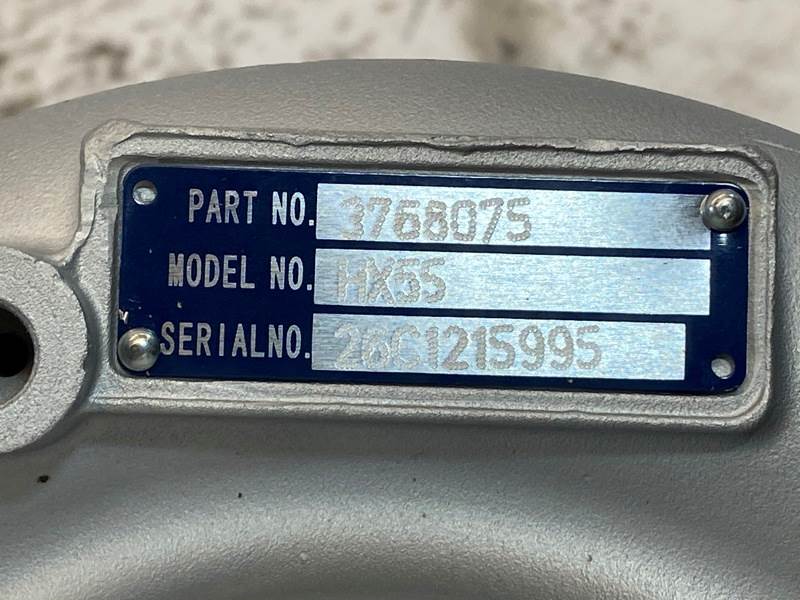 PART NO. 3768075
MODEL NO. HX55
SERIALNO. 26C1215995